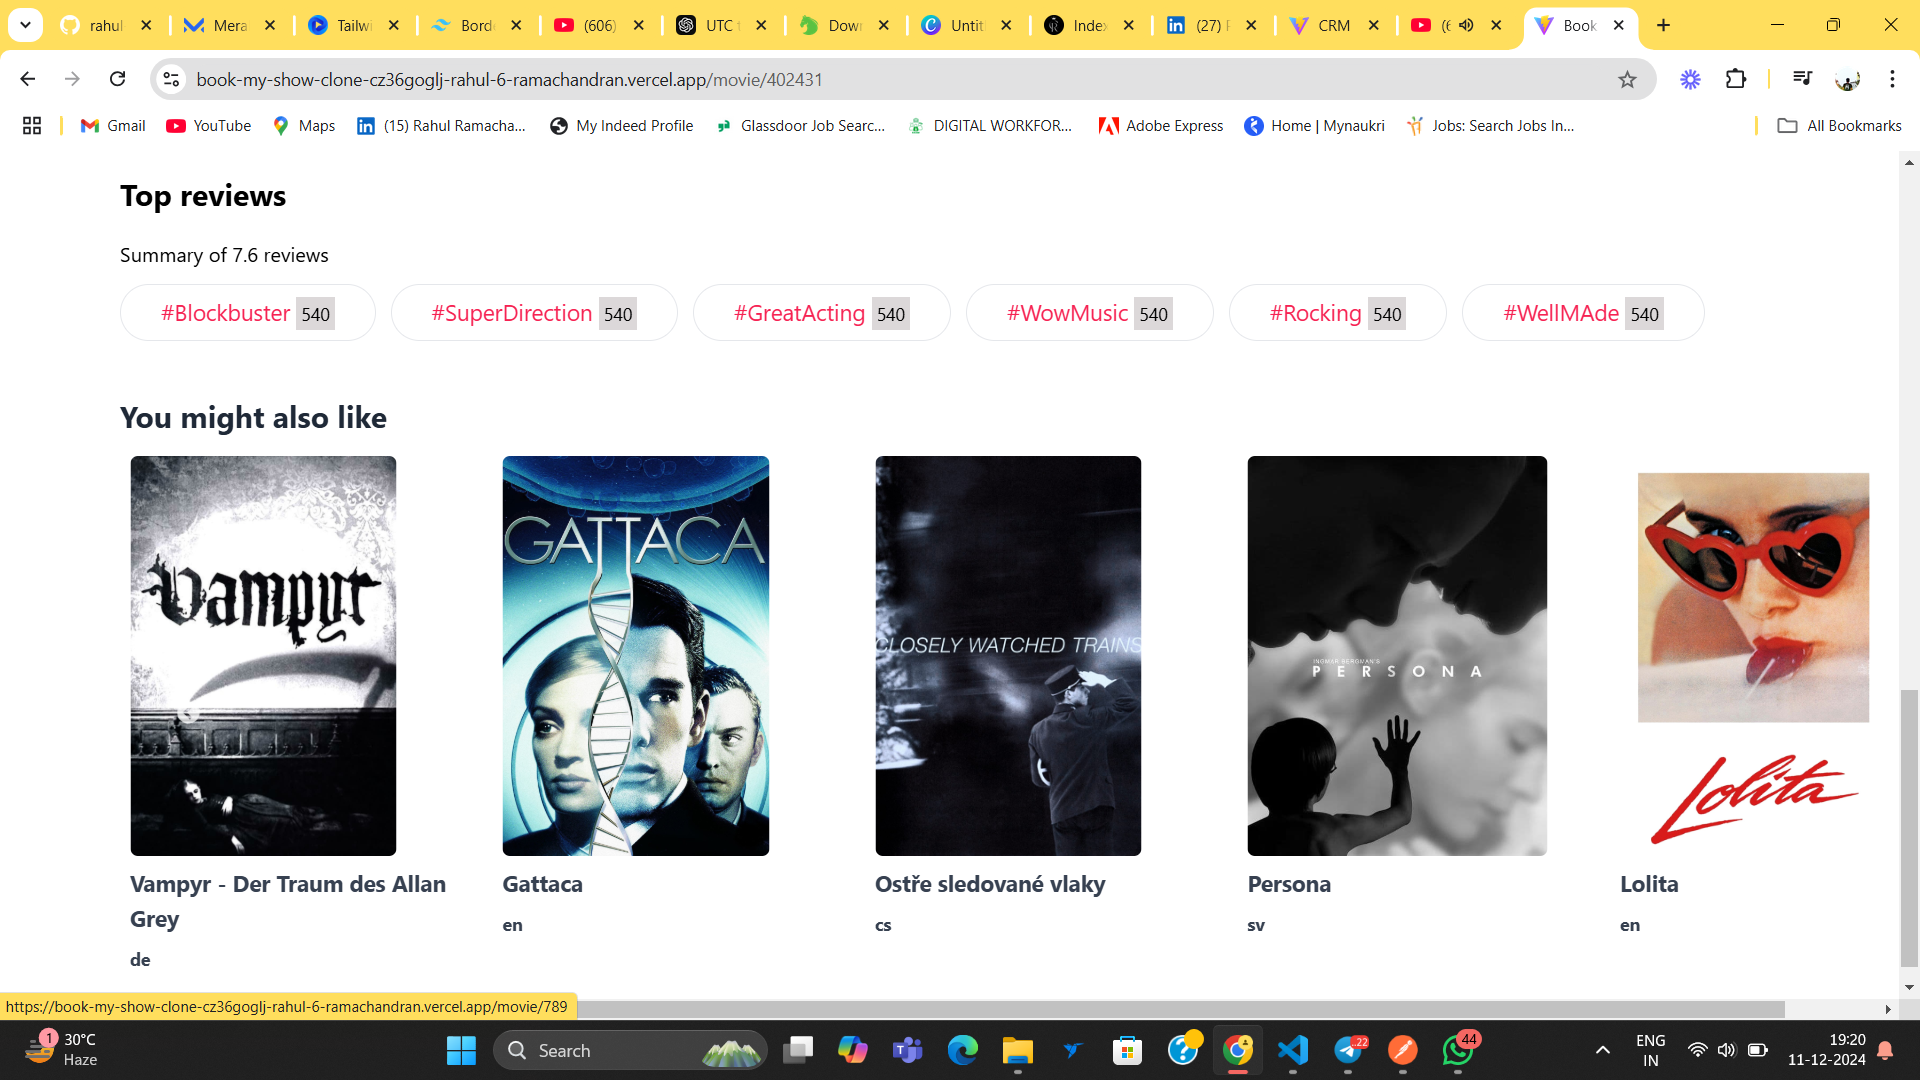 rahul
Mera
Tailwi
Borde
(606)
UTC t
Dow
Untit
Index
(27) F
CRM
(6
Book
book-my-show-clone-cz36goglj-rahul-6-ramachandran.vercel.app/movie/402431
Gmail
YouTube
Maps
(15) Rahul Ramacha...
My Indeed Profile
Glassdoor Job Searc...
DIGITAL WORKFOR...
Adobe Express
Home | Mynaukri
Jobs: Search Jobs In...
All Bookmarks
Top reviews
Summary of 7.6 reviews
#Blockbuster 540
#SuperDirection 540
#GreatActing 540
#WowMusic 540
#Rocking 540
#WellMAde 540
You might also like
Vampyr
GATTACA
CLOSELY WATCHED TRAINS
INGMAR BERGMAN'S
PERSONA
Lolita
Vampyr - Der Traum des Allan
Grey
de
Gattaca
en
Ostře sledované vlaky
cs
Persona
sv
Lolita
en
https://book-my-show-clone-cz36goglj-rahul-6-ramachandran.vercel.app/movie/789
1
30°C
Haze
Search
..22
44
ENG
IN
19:20
11-12-2024